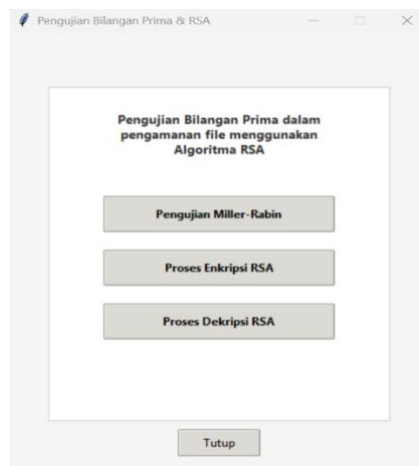 Pengujian Bilangan Prima & RSA
Pengujian Bilangan Prima dalam
pengamanan file menggunakan
Algoritma RSA
Pengujian Miller-Rabin
Proses Enkripsi RSA
Proses Dekripsi RSA
Tutup